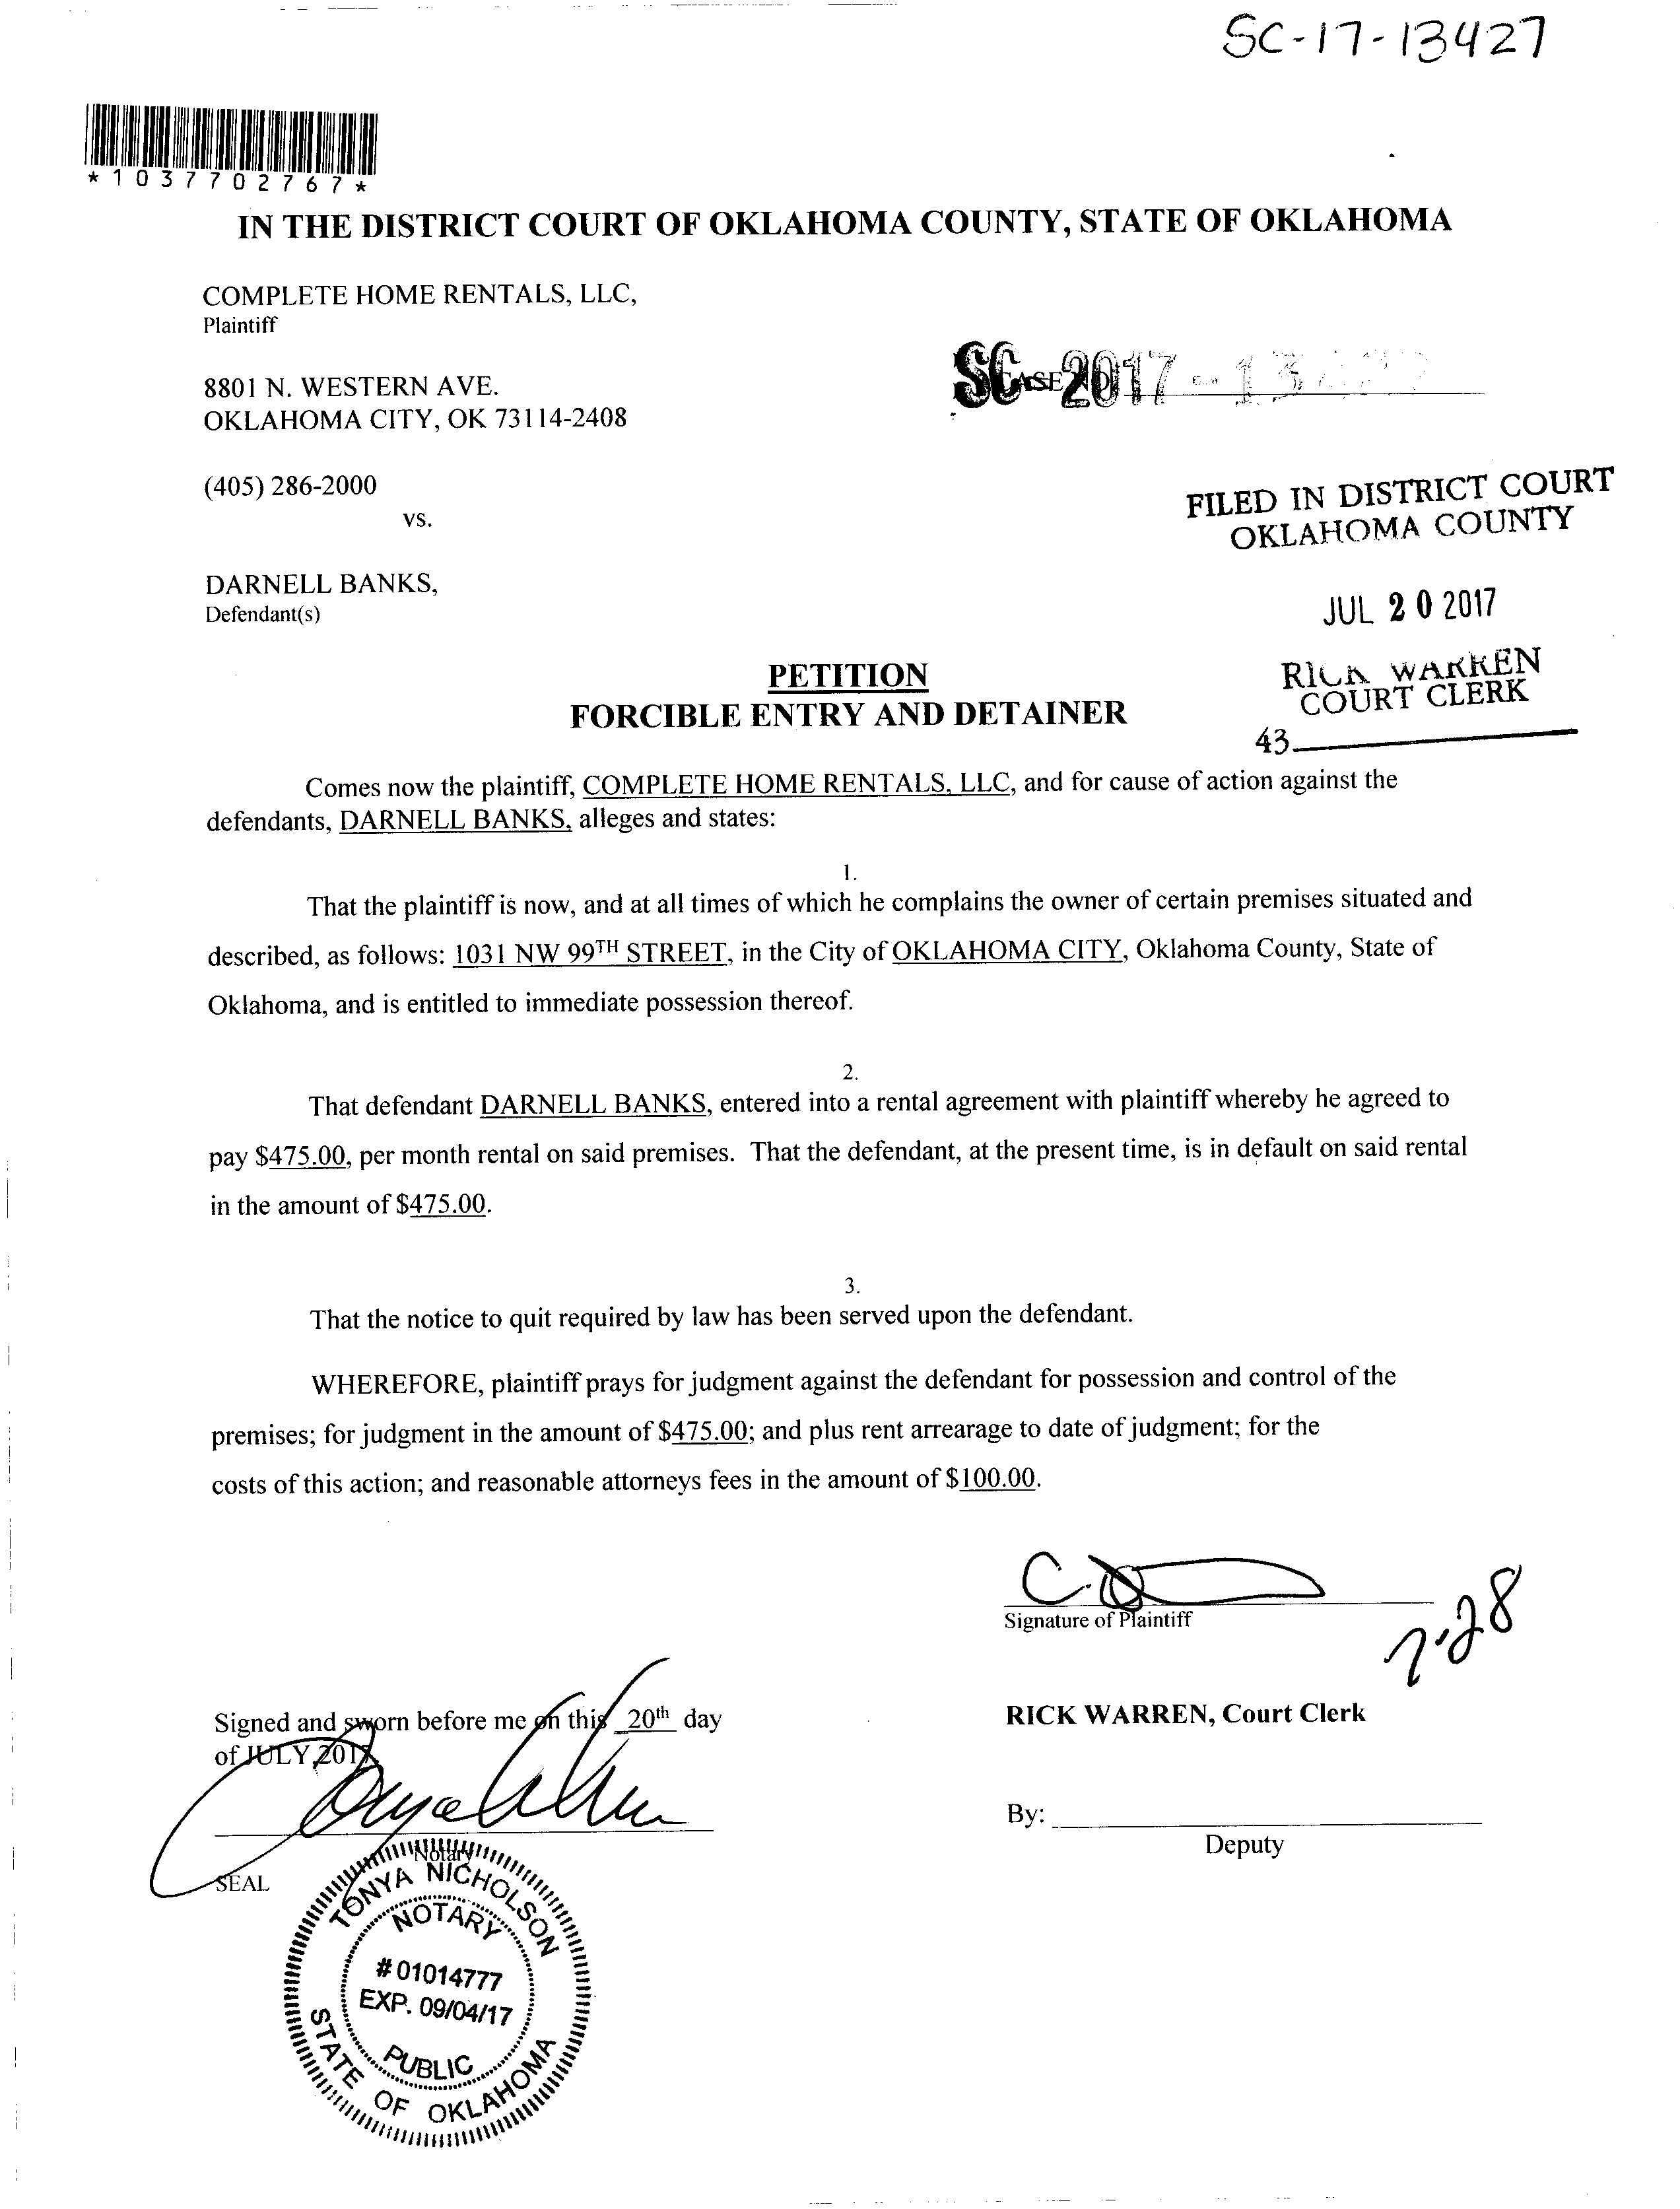 SC-17-13427
*1037702767*
IN THE DISTRICT COURT OF OKLAHOMA COUNTY, STATE OF OKLAHOMA
COMPLETE HOME RENTALS, LLC,
Plaintiff
8801 N. WESTERN AVE.
OKLAHOMA CITY, OK 73114-2408
SC-2017-13
(405) 286-2000
vs.
FILED IN DISTRICT COURT
OKLAHOMA COUNTY
DARNELL BANKS,
Defendant(s)
JUL 20 2017
RICK WARREN
COURT CLERK
43
PETITION
FORCIBLE ENTRY AND DETAINER
Comes now the plaintiff, COMPLETE HOME RENTALS, LLC, and for cause of action against the
defendants, DARNELL BANKS, alleges and states:
1.
That the plaintiff is now, and at all times of which he complains the owner of certain premises situated and
described, as follows: 1031 NW 99TH STREET, in the City of OKLAHOMA CITY, Oklahoma County, State of
Oklahoma, and is entitled to immediate possession thereof.
2.
That defendant DARNELL BANKS, entered into a rental agreement with plaintiff whereby he agreed to
pay $475.00, per month rental on said premises. That the defendant, at the present time, is in default on said rental
in the amount of $475.00.
3.
That the notice to quit required by law has been served upon the defendant.
WHEREFORE, plaintiff prays for judgment against the defendant for possession and control of the
premises; for judgment in the amount of $475.00; and plus rent arrearage to date of judgment; for the
costs of this action; and reasonable attorneys fees in the amount of $100.00.
Signature of Plaintiff
7-28
Signed and sworn before me on this 20th day
of JULY, 2017.
RICK WARREN, Court Clerk
By:
Deputy
Notary
SEAL
TONYA NICHOLSON
NOTARY
#01014777
EXP. 09/04/17
PUBLIC
STATE OF OKLAHOMA